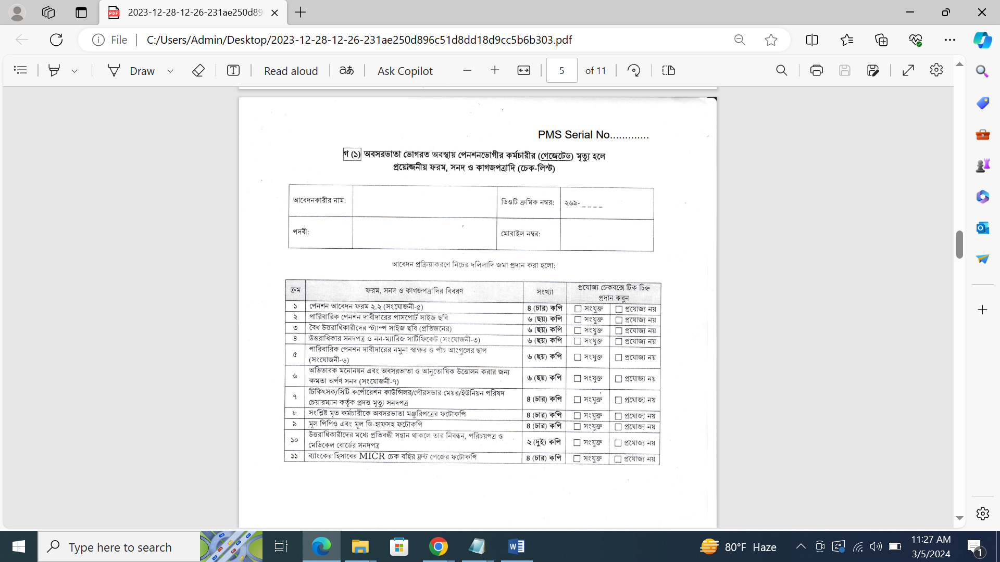 2023-12-28-12-26-231ae250d89
File
C:/Users/Admin/Desktop/2023-12-28-12-26-231ae250d896c51d8dd18d9cc5b6b303.pdf
Draw
Read aloud
aあ
Ask Copilot
5 of 11
PMS Serial No.............
গ (১) অবসরভাতা ভোগরত অবস্থায় পেনশনভোগীর কর্মচারীর (গেজেটেড) মৃত্যু হলে
প্রয়োজনীয় ফরম, সনদ ও কাগজপত্রাদি (চেক-লিস্ট)
আবেদনকারীর নাম: ডিওটি ক্রমিক নম্বর: ২৬৯- _ _ _ _
পদবী: মোবাইল নম্বর:
আবেদন প্রক্রিয়াকরণে নিচের দলিলাদি জমা প্রদান করা হলো:
ক্রম ফরম, সনদ ও কাগজপত্রাদির বিবরণ সংখ্যা প্রযোজ্য চেকবক্সে টিক চিহ্ন
প্রদান করুন
১ পেনশন আবেদন ফরম ২.২ (সংযোজনী-৫) ৪ (চার) কপি সংযুক্ত প্রযোজ্য নয়
২ পারিবারিক পেনশন দাবীদারের পাসপোর্ট সাইজ ছবি ৬ (ছয়) কপি সংযুক্ত প্রযোজ্য নয়
৩ বৈধ উত্তরাধিকারীদের স্ট্যাম্প সাইজ ছবি (প্রতিজনের) ৬ (ছয়) কপি সংযুক্ত প্রযোজ্য নয়
৪ উত্তরাধিকার সনদপত্র ও নন-ম্যারিজ সার্টিফিকেট (সংযোজনী-৩) ৬ (ছয়) কপি সংযুক্ত প্রযোজ্য নয়
৫ পারিবারিক পেনশন দাবীদারের নমুনা স্বাক্ষর ও পাঁচ আংগুলের ছাপ
(সংযোজনী-৬) ৬ (ছয়) কপি সংযুক্ত প্রযোজ্য নয়
৬ অভিভাবক মনোনয়ন এবং অবসরভাতা ও আনুতোষিক উত্তোলন করার জন্য
ক্ষমতা অর্পণ সনদ (সংযোজনী-৭) ৬ (ছয়) কপি সংযুক্ত প্রযোজ্য নয়
৭ চিকিৎসক/সিটি কর্পোরেশন কাউন্সিলর/পৌরসভার মেয়র/ইউনিয়ন পরিষদ
চেয়ারম্যান কর্তৃক প্রদত্ত মৃত্যু সনদপত্র ৪ (চার) কপি সংযুক্ত প্রযোজ্য নয়
৮ সংশ্লিষ্ট মৃত কর্মচারীকে অবসরভাতা মঞ্জুরিপত্রের ফটোকপি ৪ (চার) কপি সংযুক্ত প্রযোজ্য নয়
৯ মূল পিপিও এবং মূল ডি-হাফসহ ফটোকপি ৪ (চার) কপি সংযুক্ত প্রযোজ্য নয়
১০ উত্তরাধিকারীদের মধ্যে প্রতিবন্ধী সন্তান থাকলে তার নিবন্ধন, পরিচয়পত্র ও
মেডিকেল বোর্ডের সনদপত্র ২ (দুই) কপি সংযুক্ত প্রযোজ্য নয়
১১ ব্যাংকের হিসাবের MICR চেক বহির ফ্রন্ট পেজের ফটোকপি ৪ (চার) কপি সংযুক্ত প্রযোজ্য নয়
Type here to search
80°F Haze
11:27 AM
3/5/2024
1